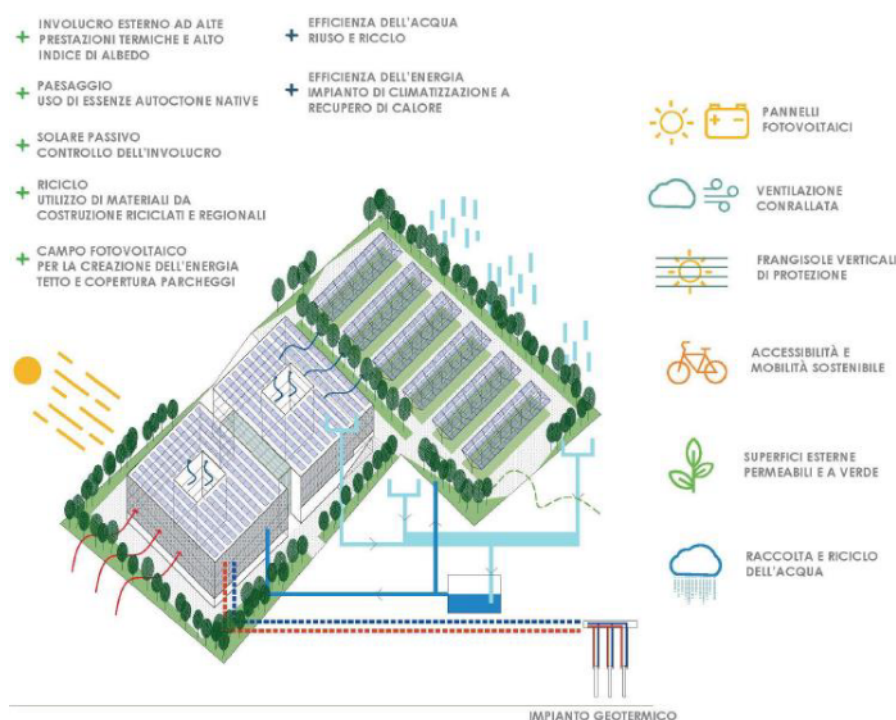 INVOLUCRO ESTERNO AD ALTE
PRESTAZIONI TERMICHE E ALTO
INDICE DI ALBEDO
PAESAGGIO
USO DI ESSENZE AUTOCTONE NATIVE
SOLARE PASSIVO
CONTROLLO DELL'INVOLUCRO
RICICLO
UTILIZZO DI MATERIALI DA
COSTRUZIONE RICICLATI E REGIONALI
CAMPO FOTOVOLTAICO
PER LA CREAZIONE DELL'ENERGIA
TETTO E COPERTURA PARCHEGGI
EFFICIENZA DELL'ACQUA
RIUSO E RICCLO
EFFICIENZA DELL'ENERGIA
IMPIANTO DI CLIMATIZZAZIONE A
RECUPERO DI CALORE
PANNELLI
FOTOVOLTAICI
VENTILAZIONE
CONRALLATA
FRANGISOLE VERTICALI
DI PROTEZIONE
ACCESSIBILITÀ E
MOBILITÀ SOSTENIBILE
SUPERFICI ESTERNE
PERMEABILI E A VERDE
RACCOLTA E RICICLO
DELL'ACQUA
IMPIANTO GEOTERMICO